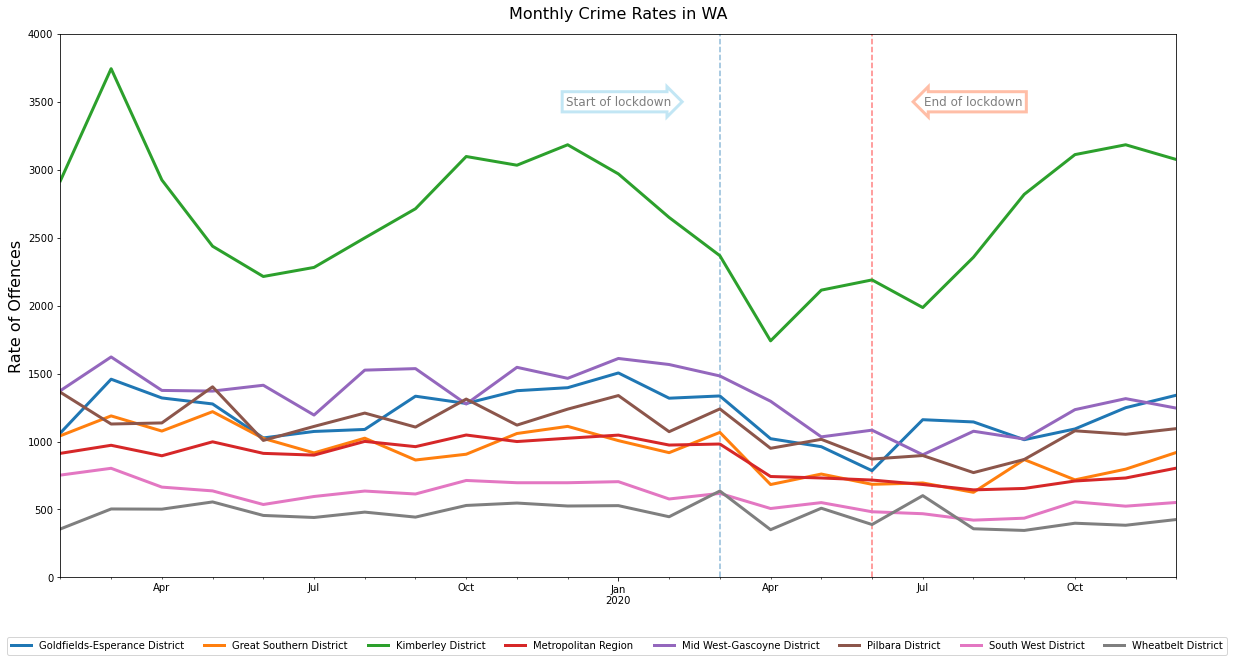 Monthly Crime Rates in WA
4000
3500
3000
2500
2000
1500
1000
500
0
Rate of Offences
Start of lockdown
End of lockdown
Apr
Jul
Oct
Jan
2020
Apr
Jul
Oct
Goldfields-Esperance District
Great Southern District
Kimberley District
Metropolitan Region
Mid West-Gascoyne District
Pilbara District
South West District
Wheatbelt District